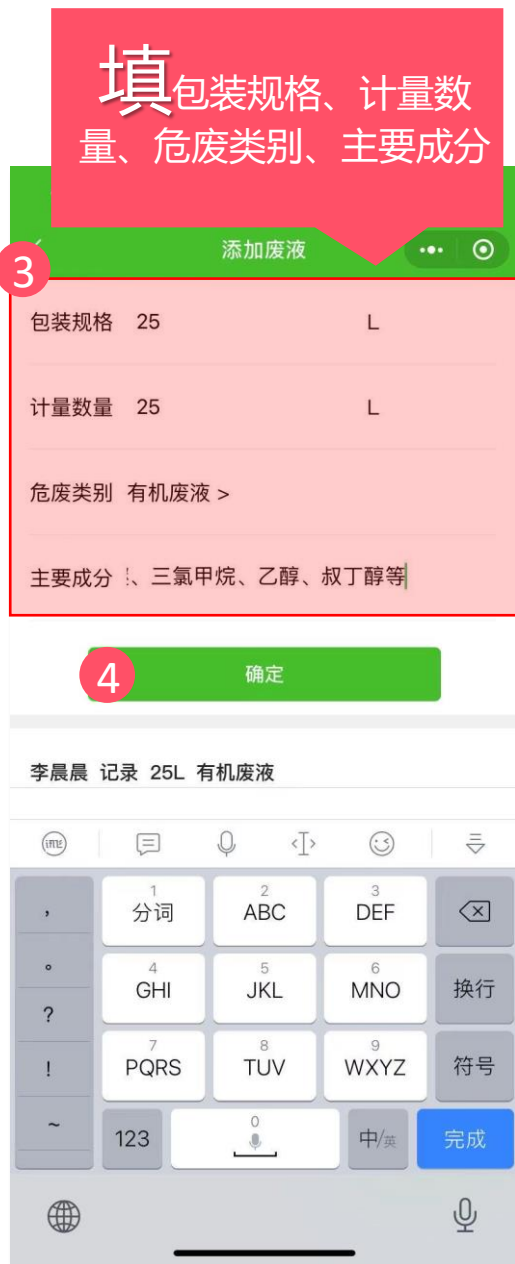 填包装规格、计量数
量、危废类别、主要成分
添加废液
3
包装规格 25 L
计量数量 25 L
危废类别 有机废液 >
主要成分 、三氯甲烷、乙醇、叔丁醇等
4 确定
李晨晨 记录 25L 有机废液
iFLY
, 1 分词 2 ABC 3 DEF
。 4 GHI 5 JKL 6 MNO 换行
?
! 7 PQRS 8 TUV 9 WXYZ 符号
~ 123 0 中/英 完成